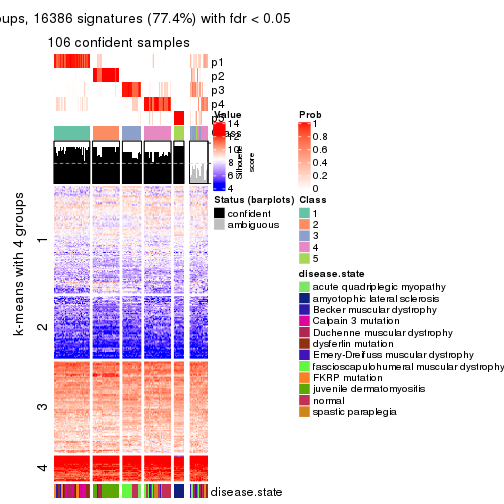 oups, 16386 signatures (77.4%) with fdr < 0.05
106 confident samples
p1
p2
p3
p4
p5
Class
Value
14
12
10
8
6
4
Silhouette
score
Prob
1
0.8
0.6
0.4
0.2
0
Status (barplots)
confident
ambiguous
Class
1
2
3
4
5
disease.state
acute quadriplegic myopathy
amyotophic lateral sclerosis
Becker muscular dystrophy
Calpain 3 mutation
Duchenne muscular dystrophy
dysferlin mutation
Emery-Dreifuss muscular dystrophy
fascioscapulohumeral muscular dystrophy
FKRP mutation
juvenile dermatomyositis
normal
spastic paraplegia
k-means with 4 groups
1
2
3
4
disease.state